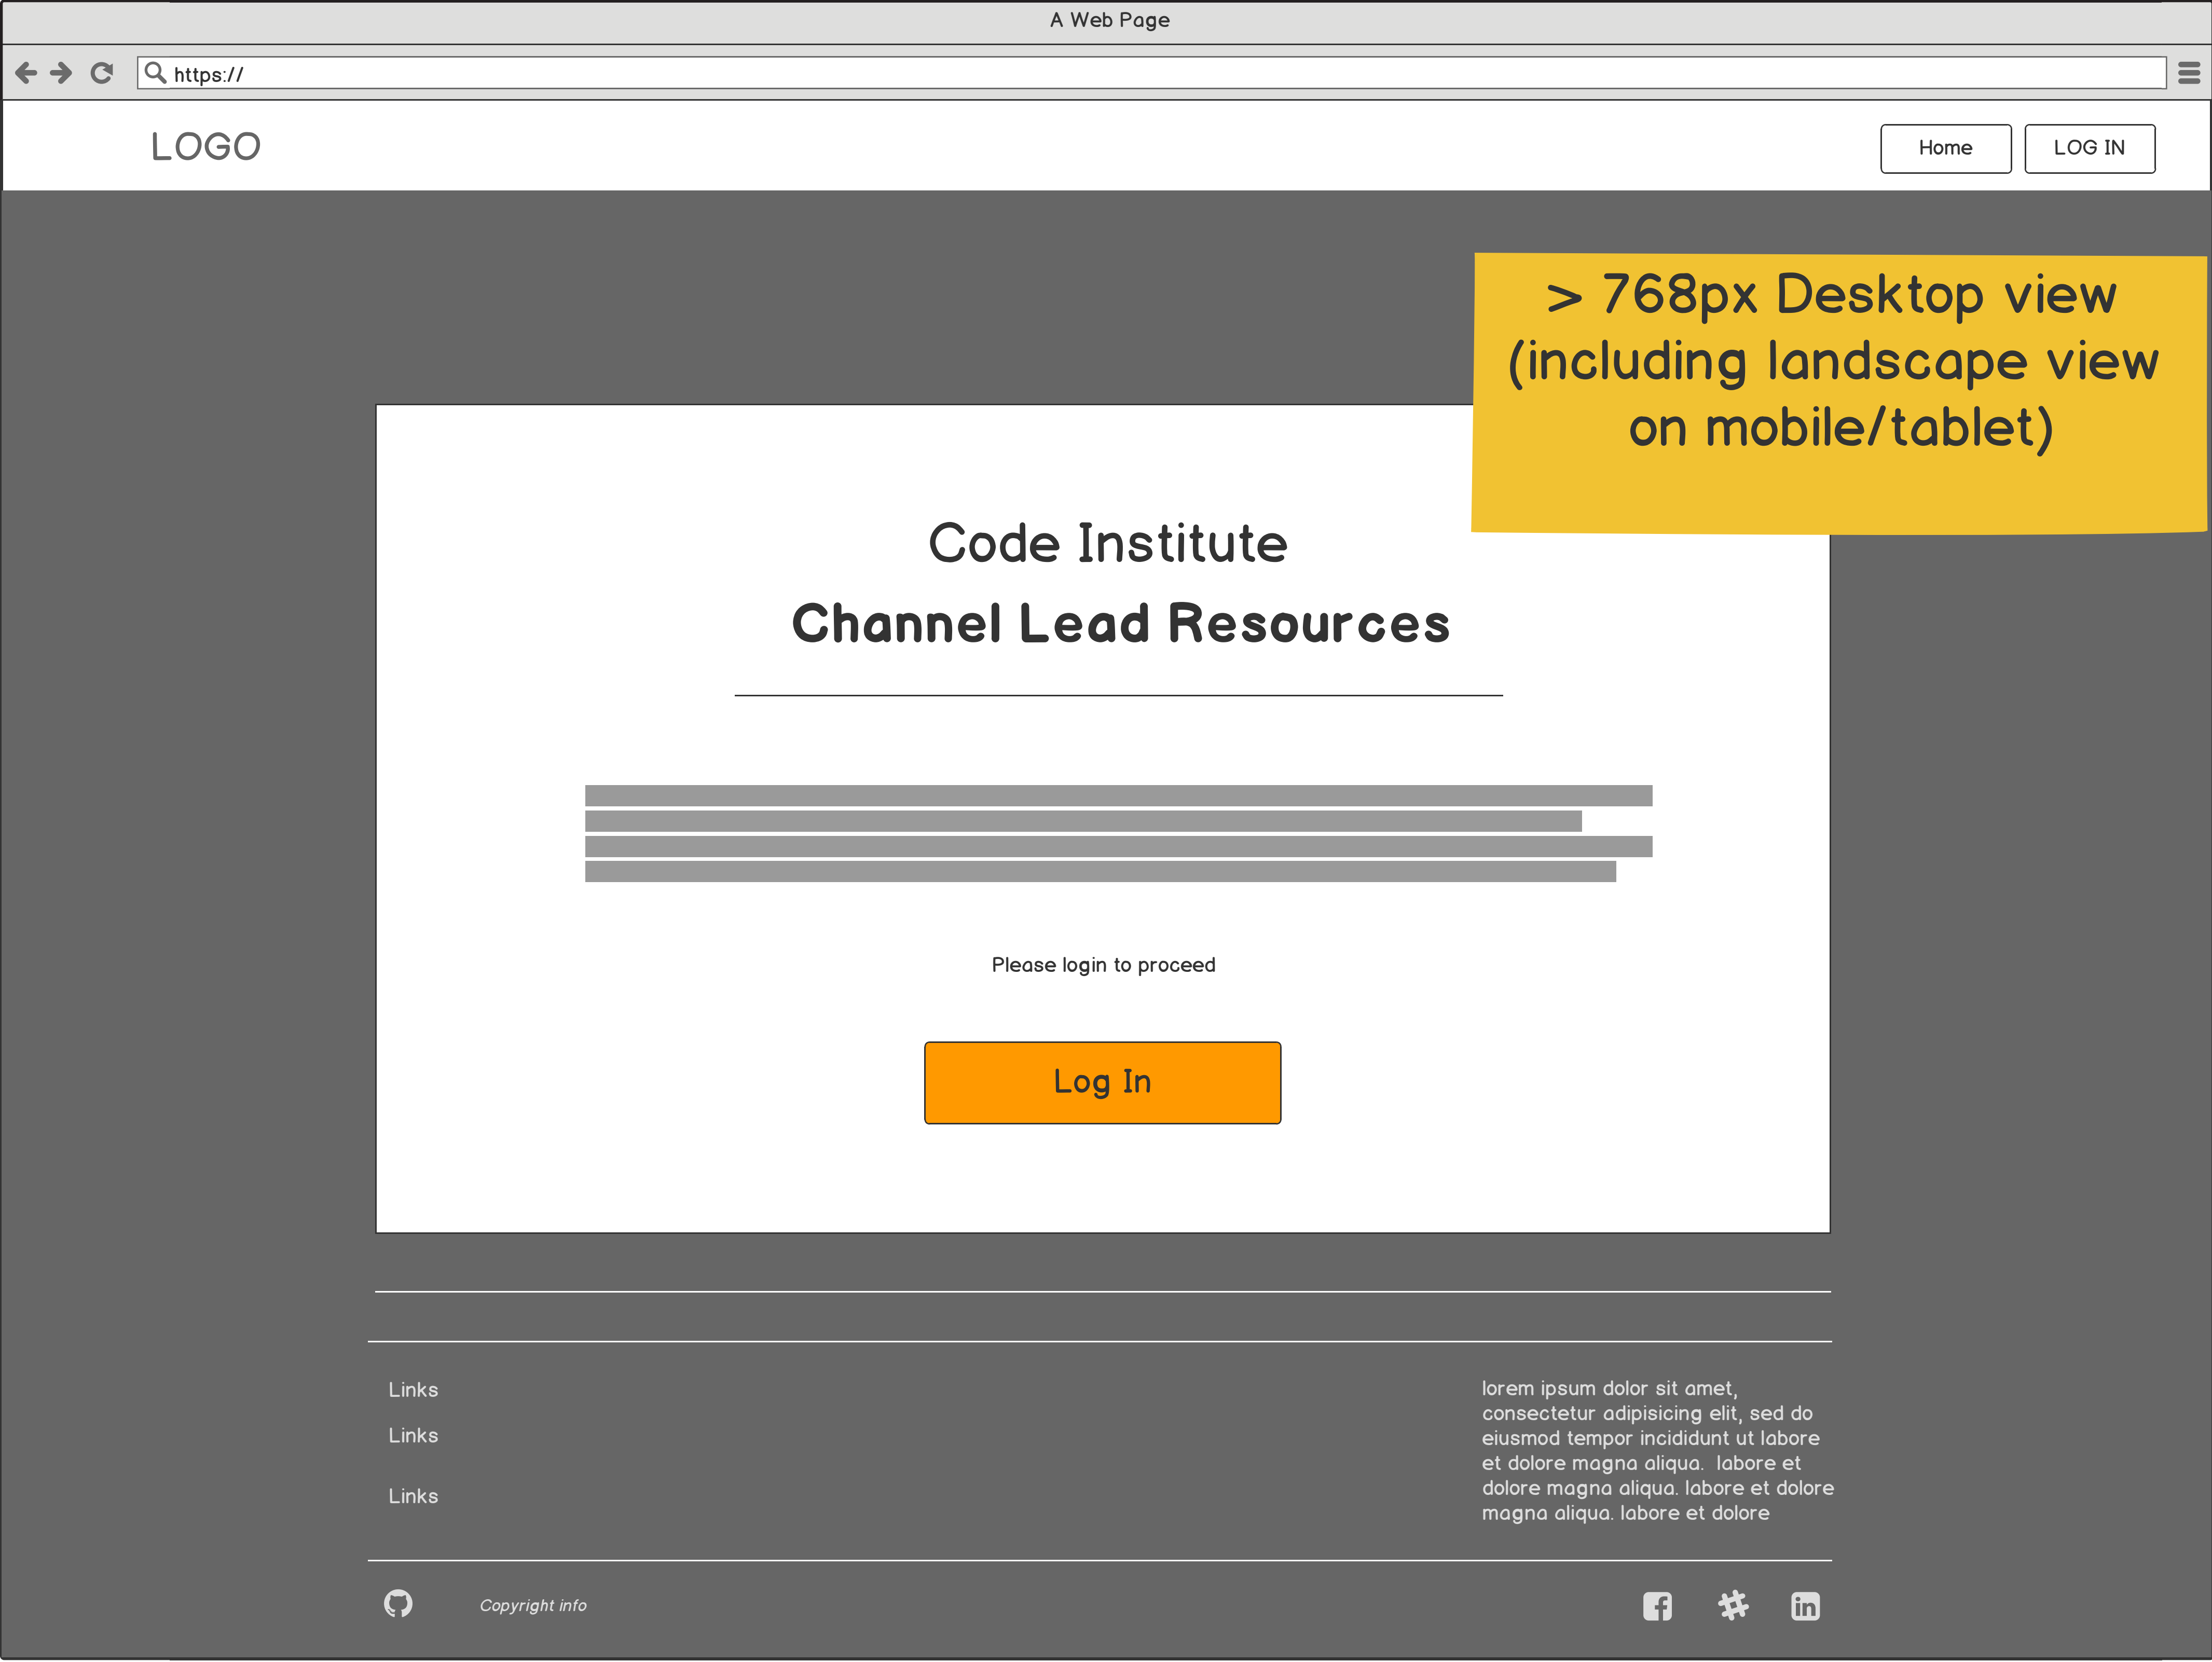 A Web Page
https://
LOGO
Home
LOG IN
> 768px Desktop view
(including landscape view
on mobile/tablet)
Code Institute
Channel Lead Resources
Please login to proceed
Log In
Links
Links
Links
lorem ipsum dolor sit amet,
consectetur adipisicing elit, sed do
eiusmod tempor incididunt ut labore
et dolore magna aliqua.  labore et
dolore magna aliqua. labore et dolore
magna aliqua. labore et dolore
Copyright info